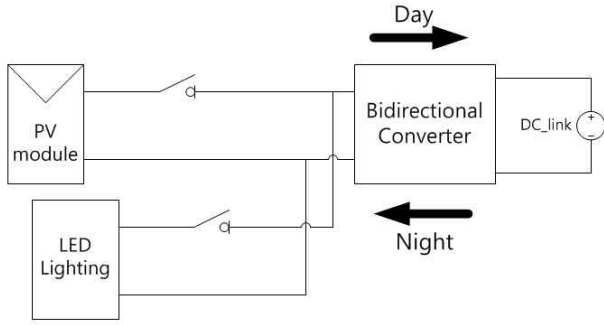 Day
PV
module
Bidirectional
Converter
DC_link
+
−
LED
Lighting
Night